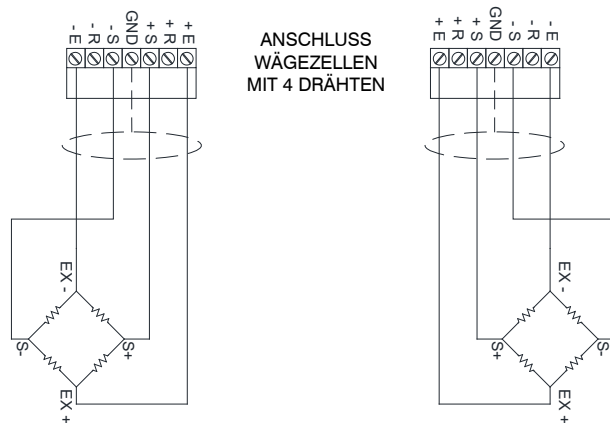 - E
- R
- S
GND
+ S
+ R
+ E
ANSCHLUSS
WÄGEZELLEN
MIT 4 DRÄHTEN
+ E
+ R
+ S
GND
- S
- R
- E
EX -
S-
S+
EX +
EX -
S+
S-
EX +